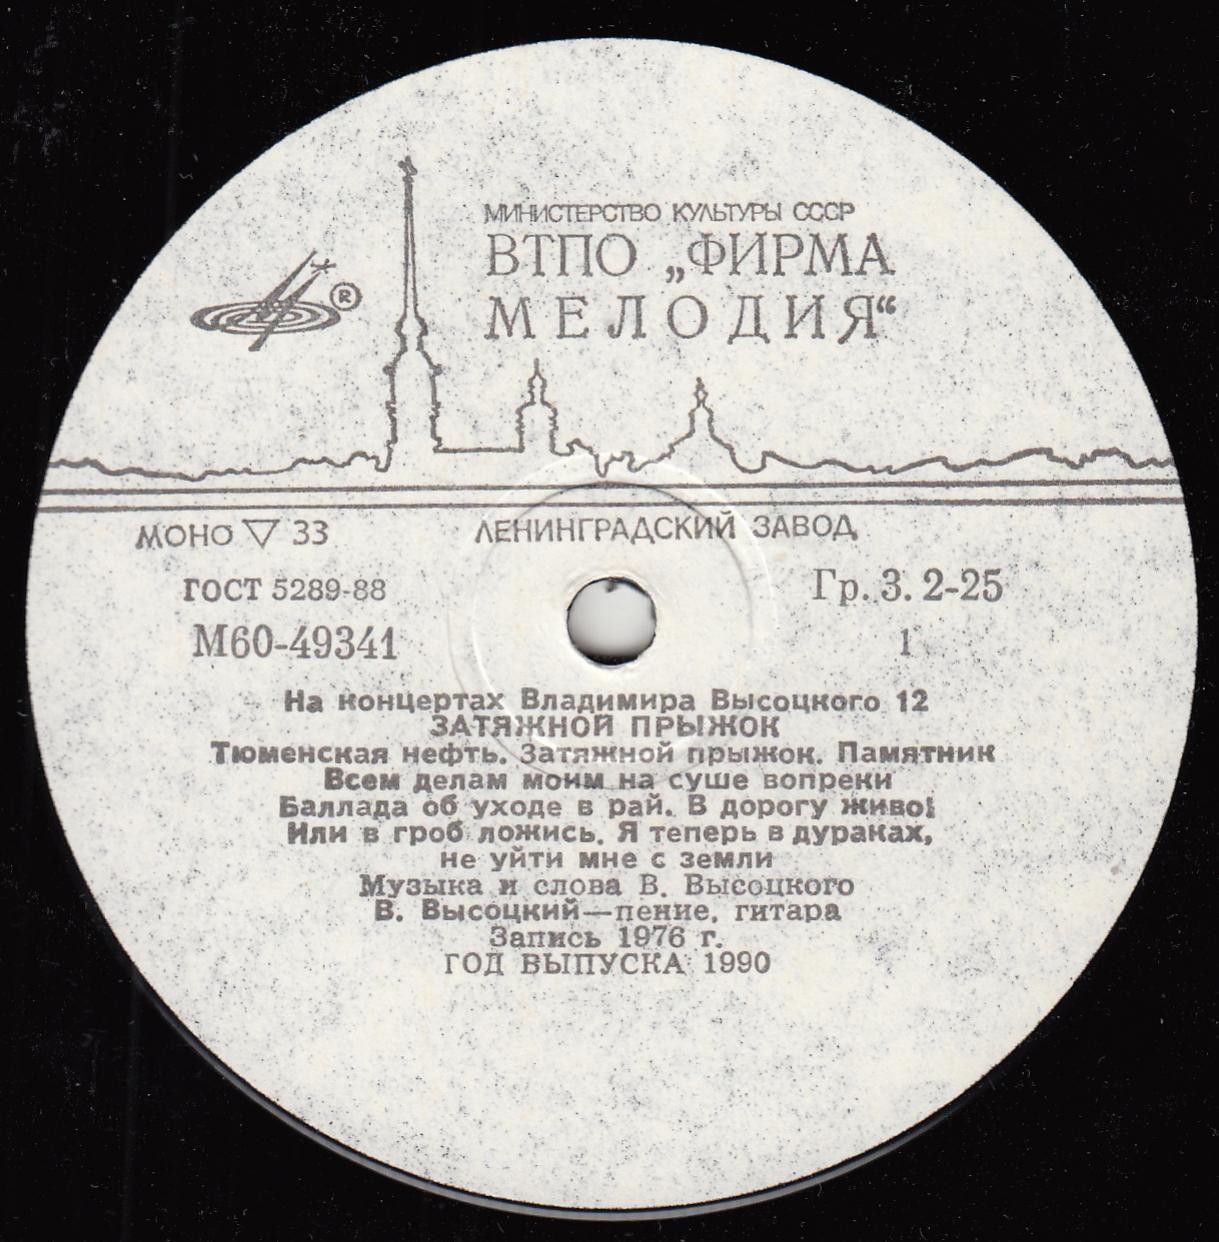 МИНИСТЕРСТВО КУЛЬТУРЫ СССР
ВТПО „ФИРМА
МЕЛОДИЯ“
®
МОНО ▽ 33
ЛЕНИНГРАДСКИЙ ЗАВОД
ГОСТ 5289-88
Гр. 3. 2-25
М60-49341
1
На концертах Владимира Высоцкого 12
ЗАТЯЖНОЙ ПРЫЖОК
Тюменская нефть. Затяжной прыжок. Памятник
Всем делам моим на суше вопреки
Баллада об уходе в рай. В дорогу живо!
Или в гроб ложись. Я теперь в дураках,
не уйти мне с земли
Музыка и слова В. Высоцкого
В. Высоцкий—пение, гитара
Запись 1976 г.
ГОД ВЫПУСКА 1990